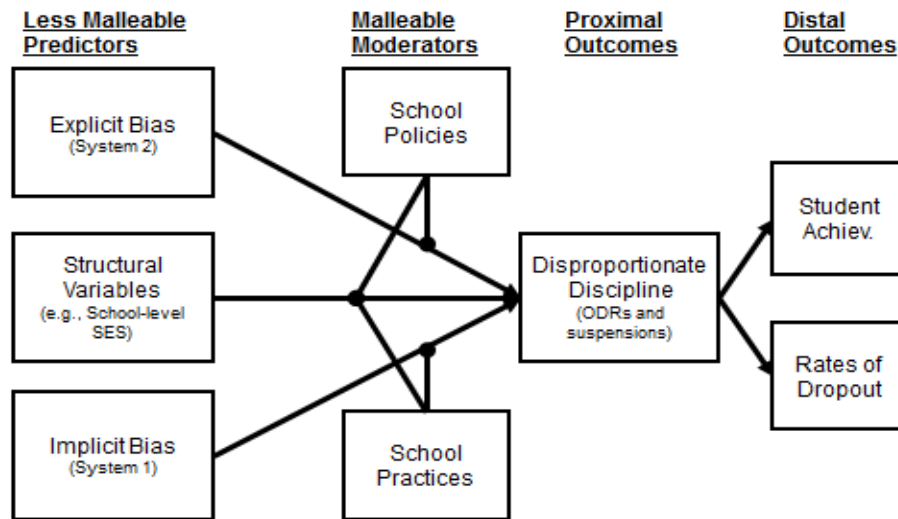 Less Malleable
Predictors
Malleable
Moderators
Proximal
Outcomes
Distal
Outcomes
Explicit Bias
(System 2)
School
Policies
Student
Achiev.
Structural
Variables
(e.g., School-level
SES)
Disproportionate
Discipline
(ODRs and
suspensions)
Rates of
Dropout
Implicit Bias
(System 1)
School
Practices